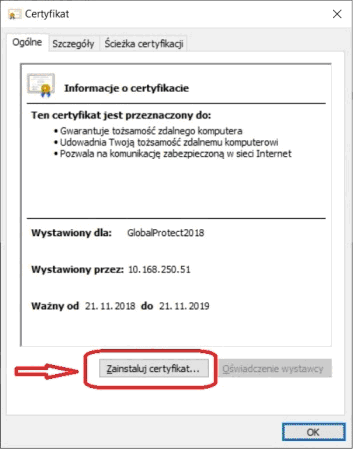 Certyfikat
Ogólne Szczegóły Ścieżka certyfikacji
Informacje o certyfikacie
Ten certyfikat jest przeznaczony do:
• Gwarantuje tożsamość zdalnego komputera
• Udowadnia Twoją tożsamość zdalnemu komputerowi
• Pozwala na komunikację zabezpieczoną w sieci Internet
Wystawiony dla: GlobalProtect2018
Wystawiony przez: 10.168.250.51
Ważny od 21.11.2018 do 21.11.2019
Zainstaluj certyfikat... Oświadczenie wystawcy
OK